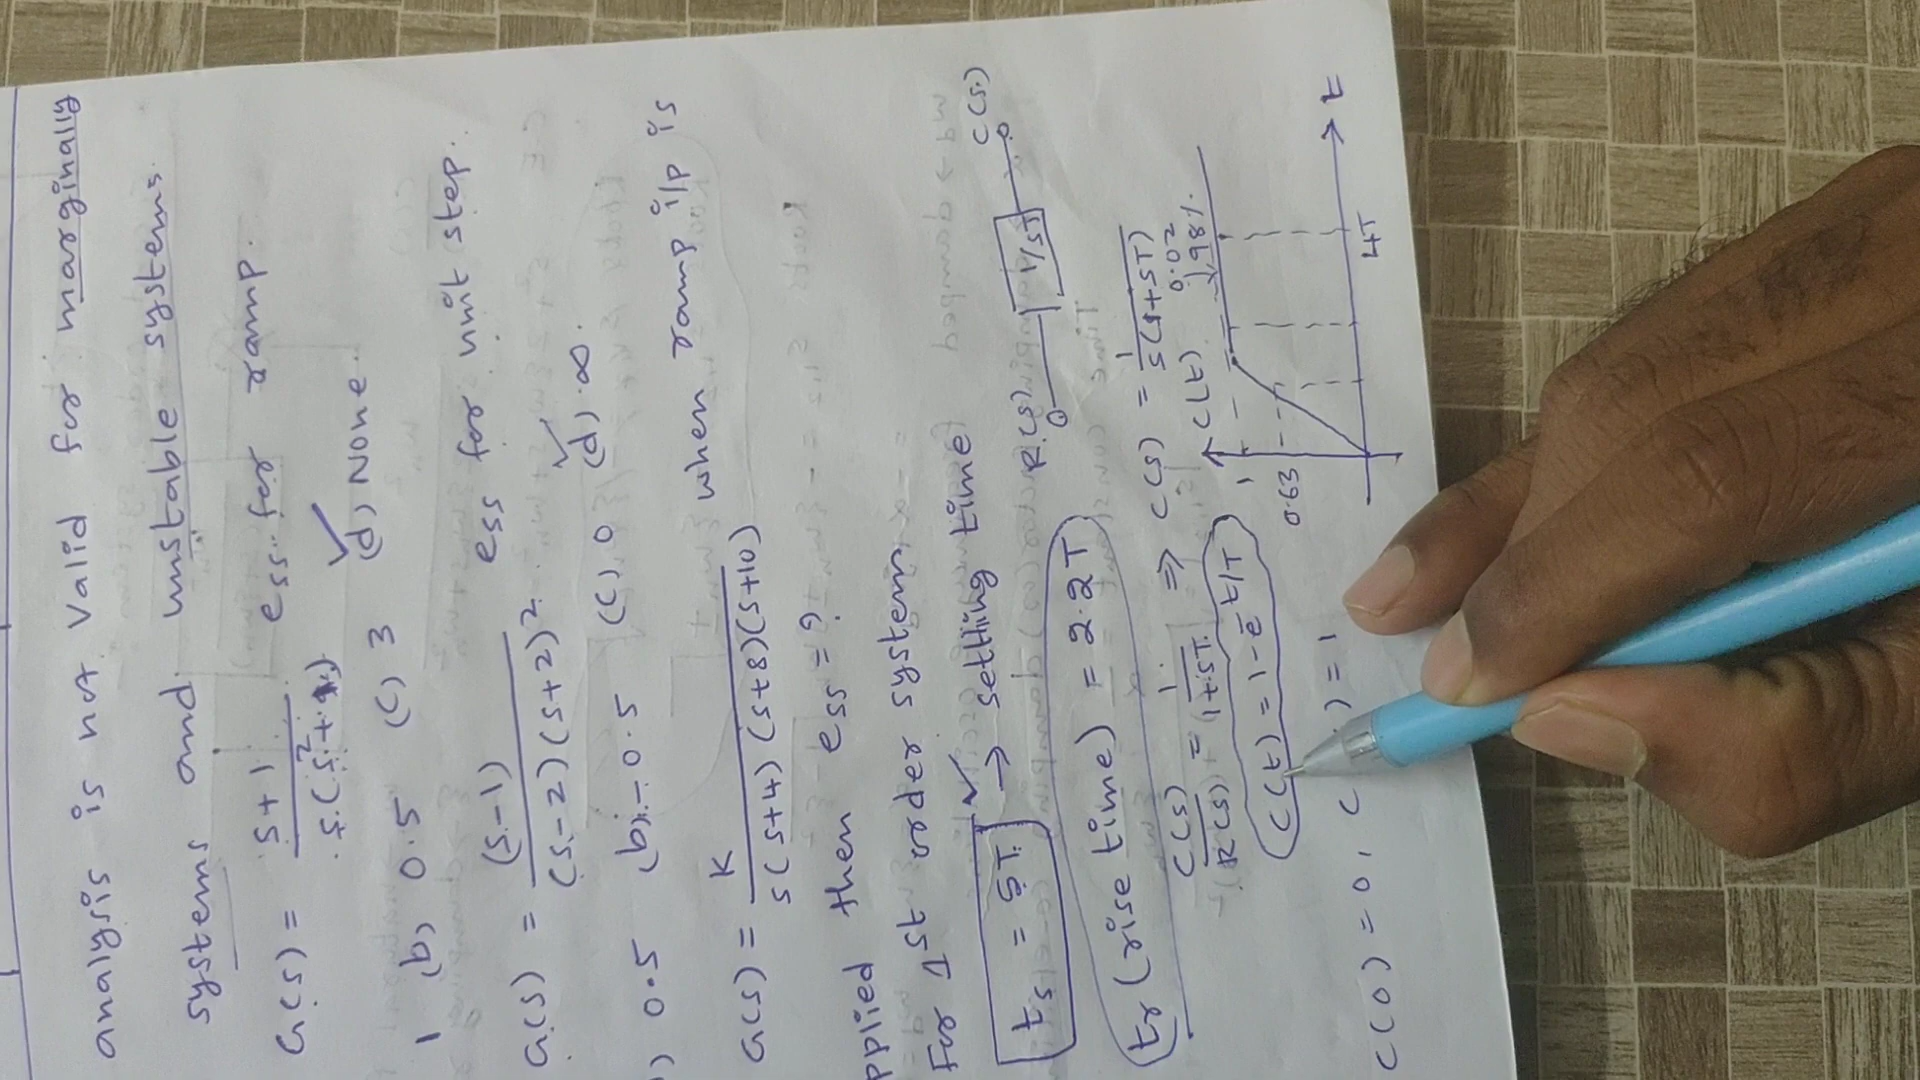 analysis is not valid for marginally
systems and unstable systems.
G(s) = s+1 / s(s²+ ) ess for ramp.
1 (b) 0.5 (c) 3 (d) None
G(s) = (s-1) / (s-2)(s+2)² ess for unit step.
) 0.5 (b) -0.5 (c) 0 (d) ∞.
G(s) = K / s(s+4)(s+8)(s+10) when ramp i/p is
pplied then ess = ?
For 1st order system
ts = 5T → settling time
R(s) 1/sT C(s)
tr (rise time) = 2.2T
C(s)/R(s) = 1/1+sT ⇒ C(s) = 1/s(1+sT)
C(t) = 1-e^-t/T
C(t) 0.02
98%
1
0.63
4T
t
C(0) = 0, C ) = 1